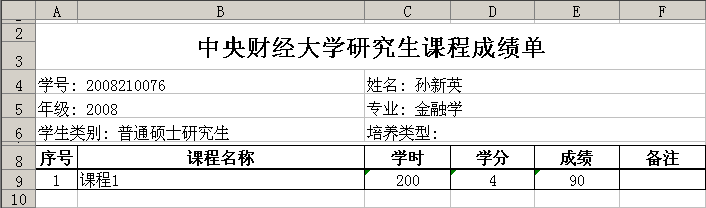 A B C D E F
2
3 中央财经大学研究生课程成绩单
4 学号: 2008210076 姓名: 孙新英
5 年级: 2008 专业: 金融学
6 学生类别: 普通硕士研究生 培养类型:
8 序号 课程名称 学时 学分 成绩 备注
9 1 课程1 200 4 90
10